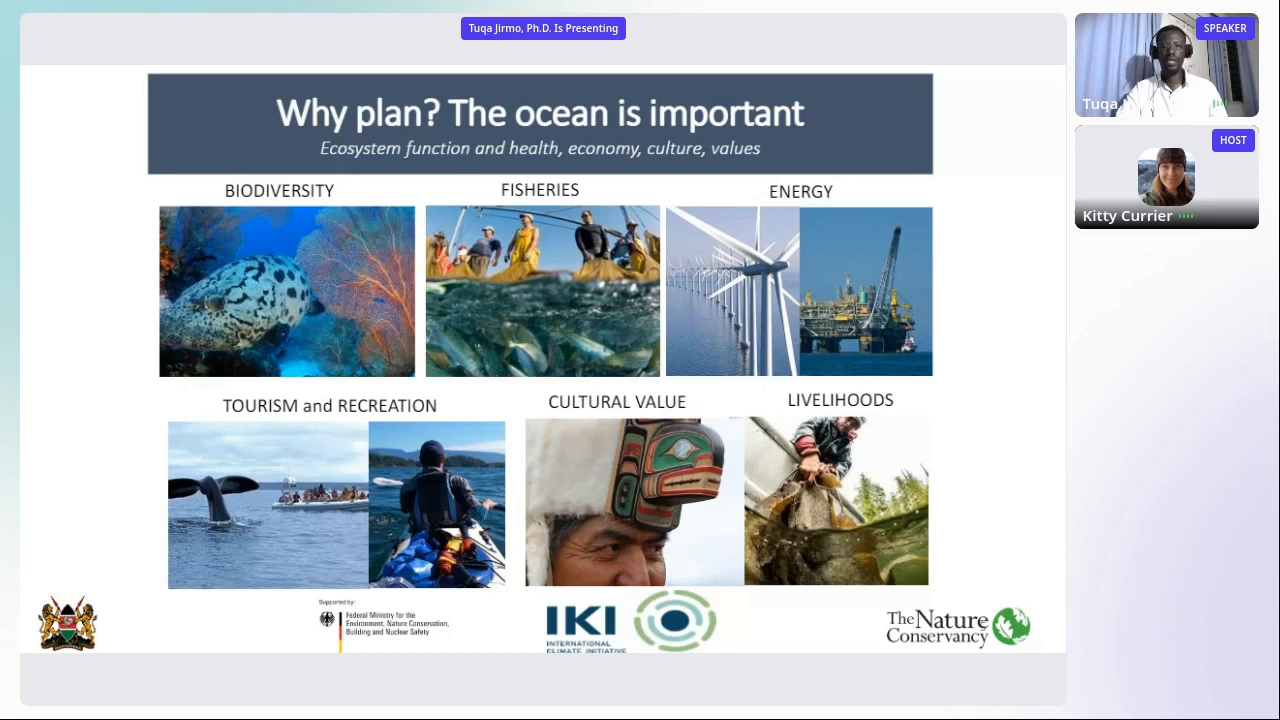 Tuqa Jirmo, Ph.D. Is Presenting
SPEAKER
Tuqa
HOST
Kitty Currier
Why plan? The ocean is important
Ecosystem function and health, economy, culture, values
BIODIVERSITY
FISHERIES
ENERGY
TOURISM and RECREATION
CULTURAL VALUE
LIVELIHOODS
Supported by:
Federal Ministry for the
Environment, Nature Conservation,
Building and Nuclear Safety
IKI
INTERNATIONAL
CLIMATE INITIATIVE
The Nature
Conservancy